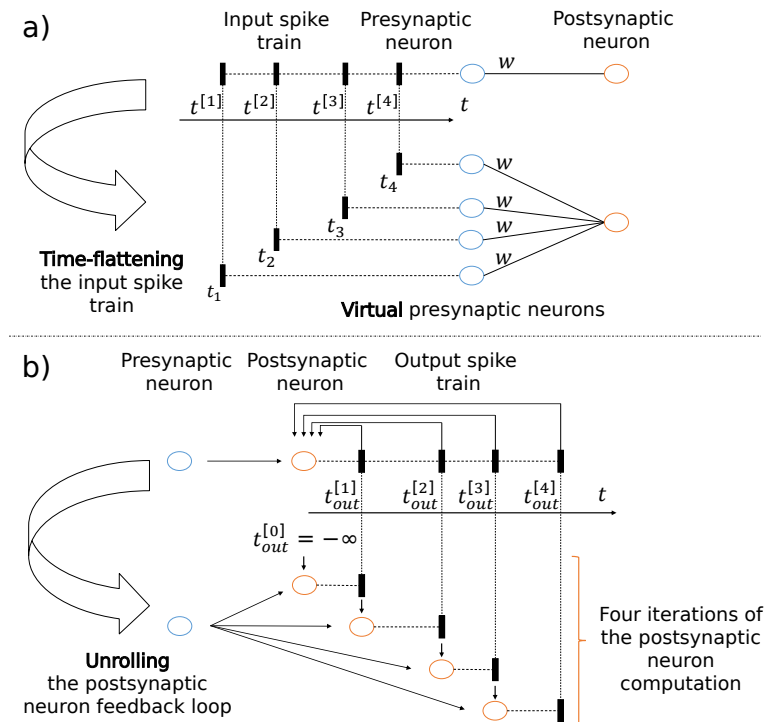 a)
Input spike
train
Presynaptic
neuron
Postsynaptic
neuron
w
t^[1] t^[2] t^[3] t^[4] t
t_4 w
t_3 w
t_2 w
t_1 w
Time-flattening
the input spike
train
Virtual presynaptic neurons
b)
Presynaptic
neuron
Postsynaptic
neuron
Output spike
train
t_out^[1] t_out^[2] t_out^[3] t_out^[4] t
t_out^[0] = −∞
Four iterations of
the postsynaptic
neuron
computation
Unrolling
the postsynaptic
neuron feedback loop